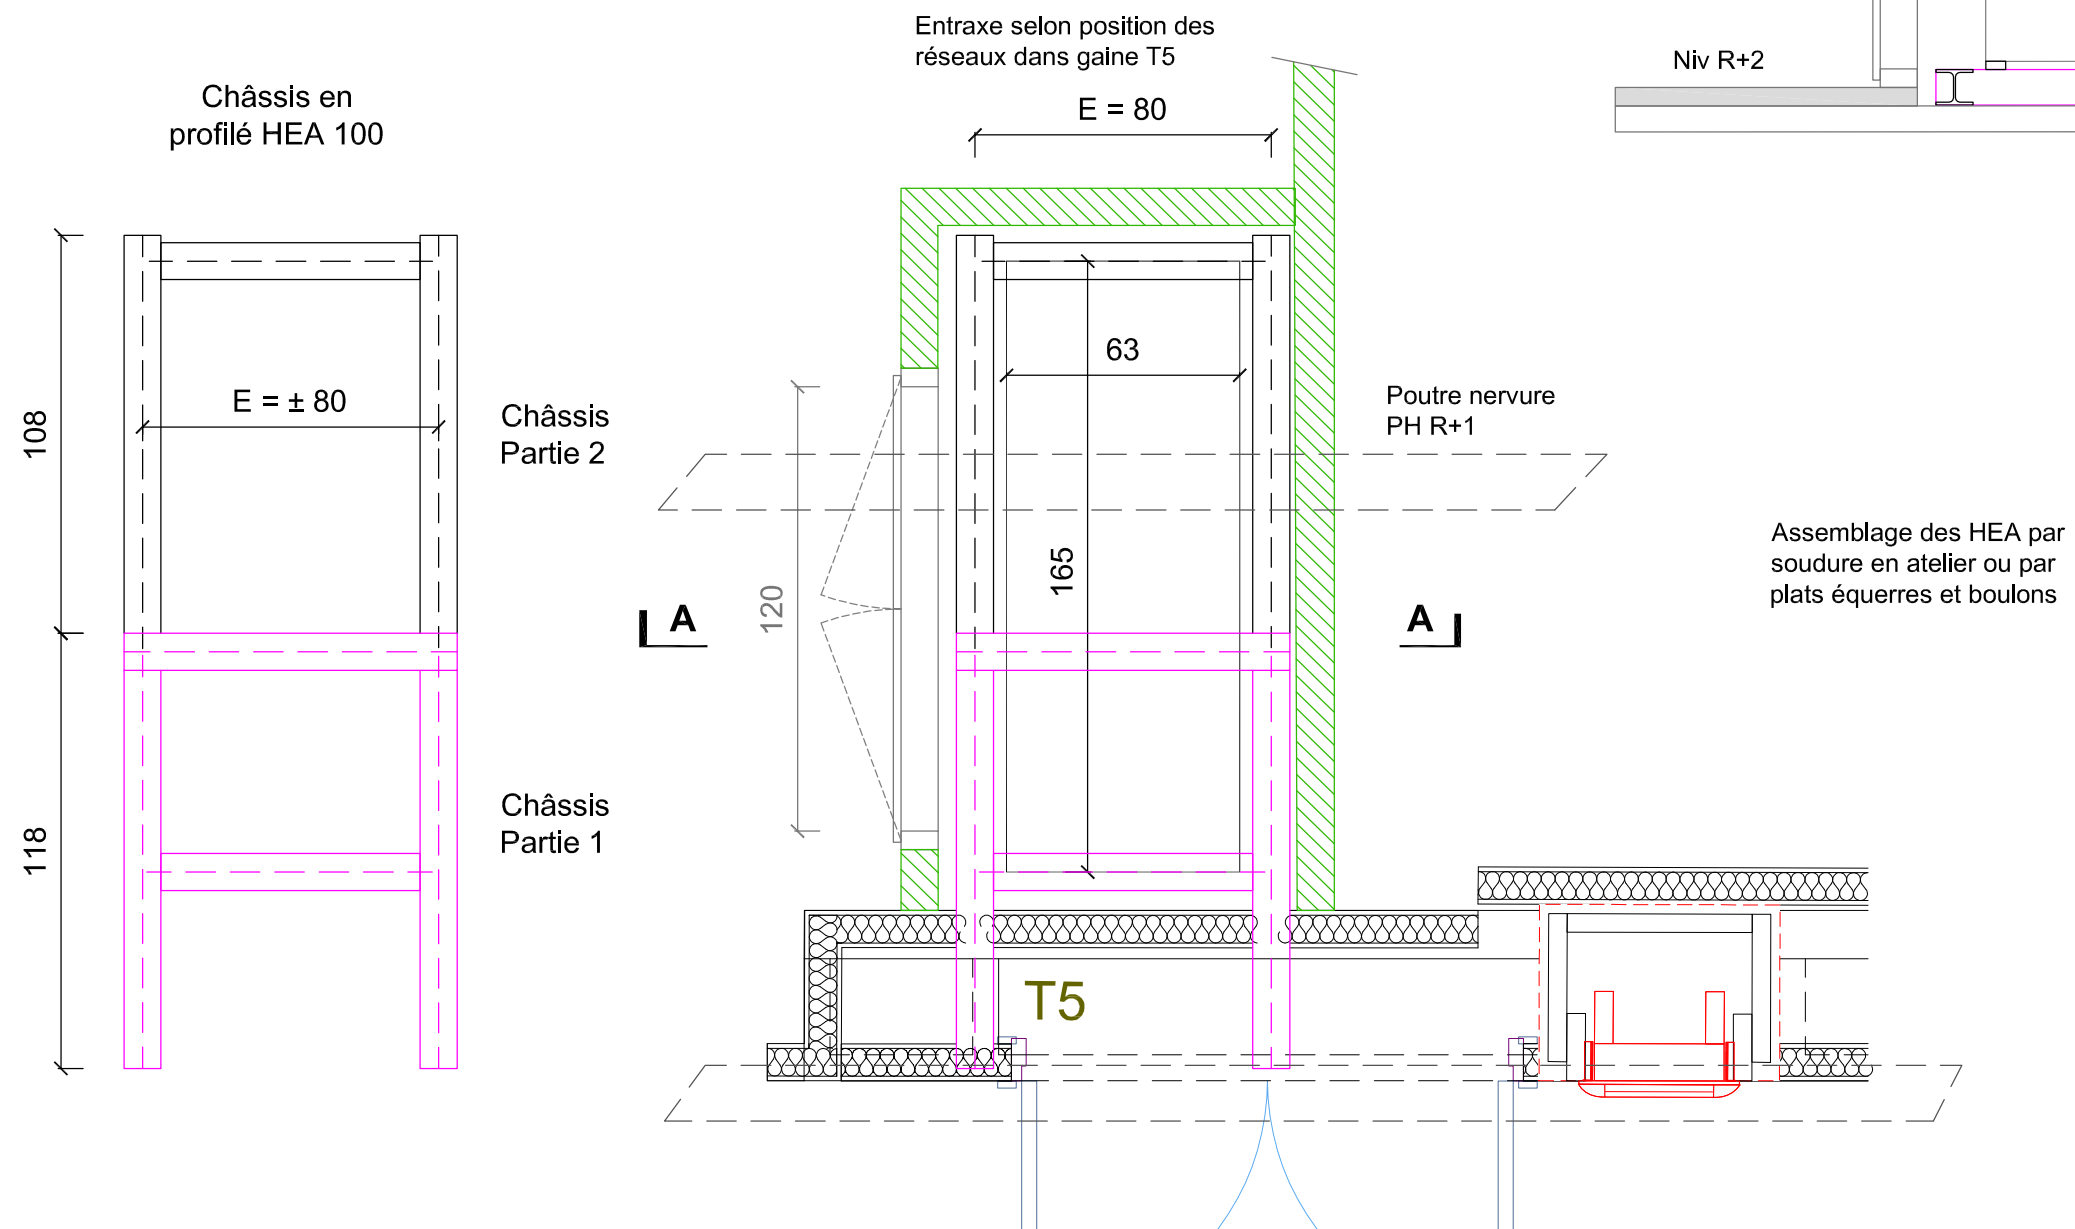 Entraxe selon position des
réseaux dans gaine T5
Niv R+2
Châssis en
profilé HEA 100
E = 80
63
108
E = ± 80
Châssis
Partie 2
Poutre nervure
PH R+1
165
120
A
A
Assemblage des HEA par
soudure en atelier ou par
plats équerres et boulons
118
Châssis
Partie 1
T5